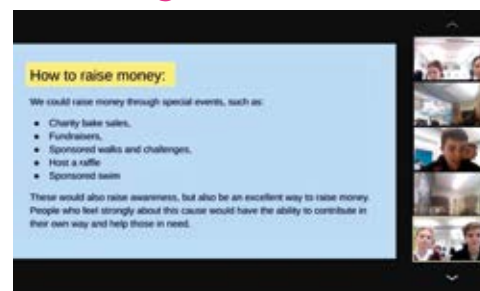 How to raise money:
We could raise money through special events, such as:
● Charity bake sales,
● Fundraisers,
● Sponsored walks and challenges,
● Host a raffle
● Sponsored swim
These would also raise awareness, but also be an excellent way to raise money.
People who feel strongly about this cause would have the ability to contribute in
their own way and help those in need.